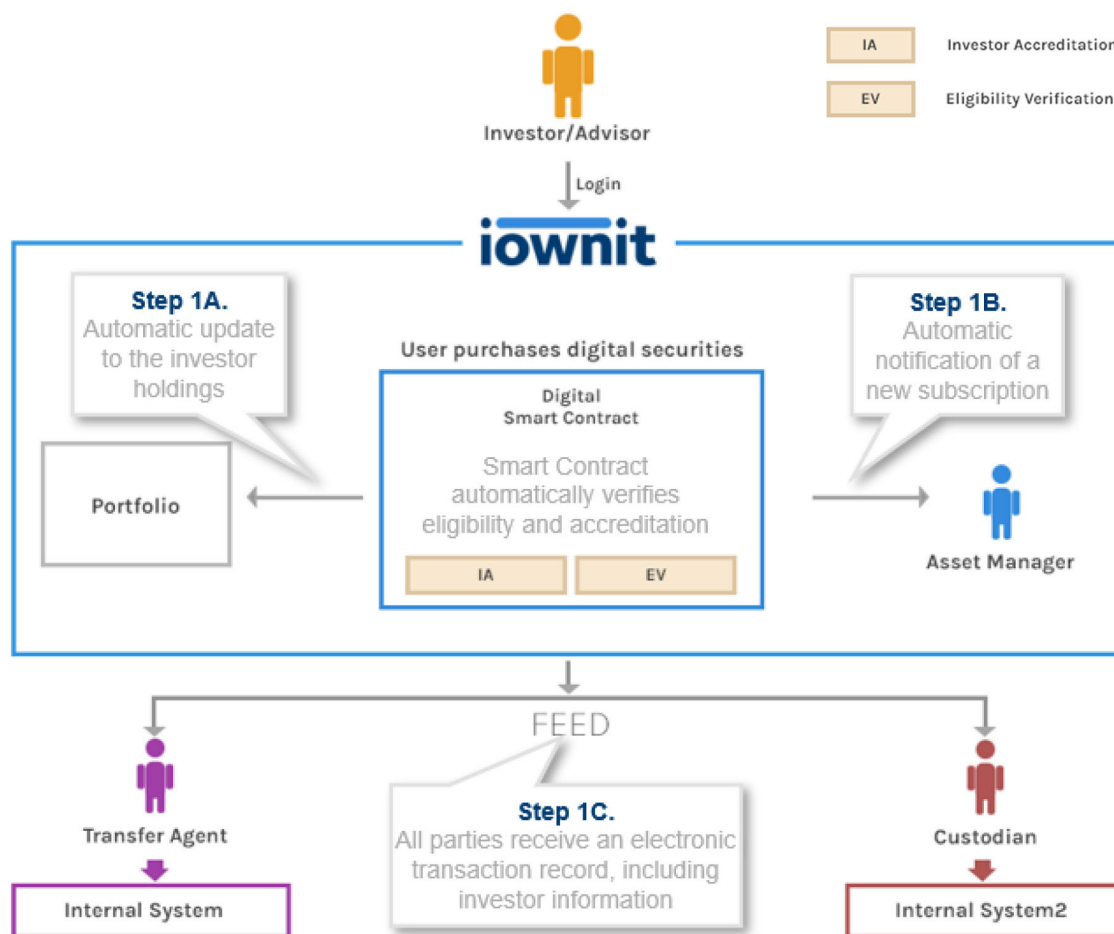 IA
Investor Accreditation
EV
Eligibility Verification
Investor/Advisor
Login
iownit
Step 1A.
Automatic update
to the investor
holdings
Step 1B.
Automatic
notification of a
new subscription
User purchases digital securities
Digital
Smart Contract
Smart Contract
automatically verifies
eligibility and accreditation
IA
EV
Portfolio
Asset Manager
FEED
Step 1C.
All parties receive an electronic
transaction record, including
investor information
Transfer Agent
Custodian
Internal System
Internal System2